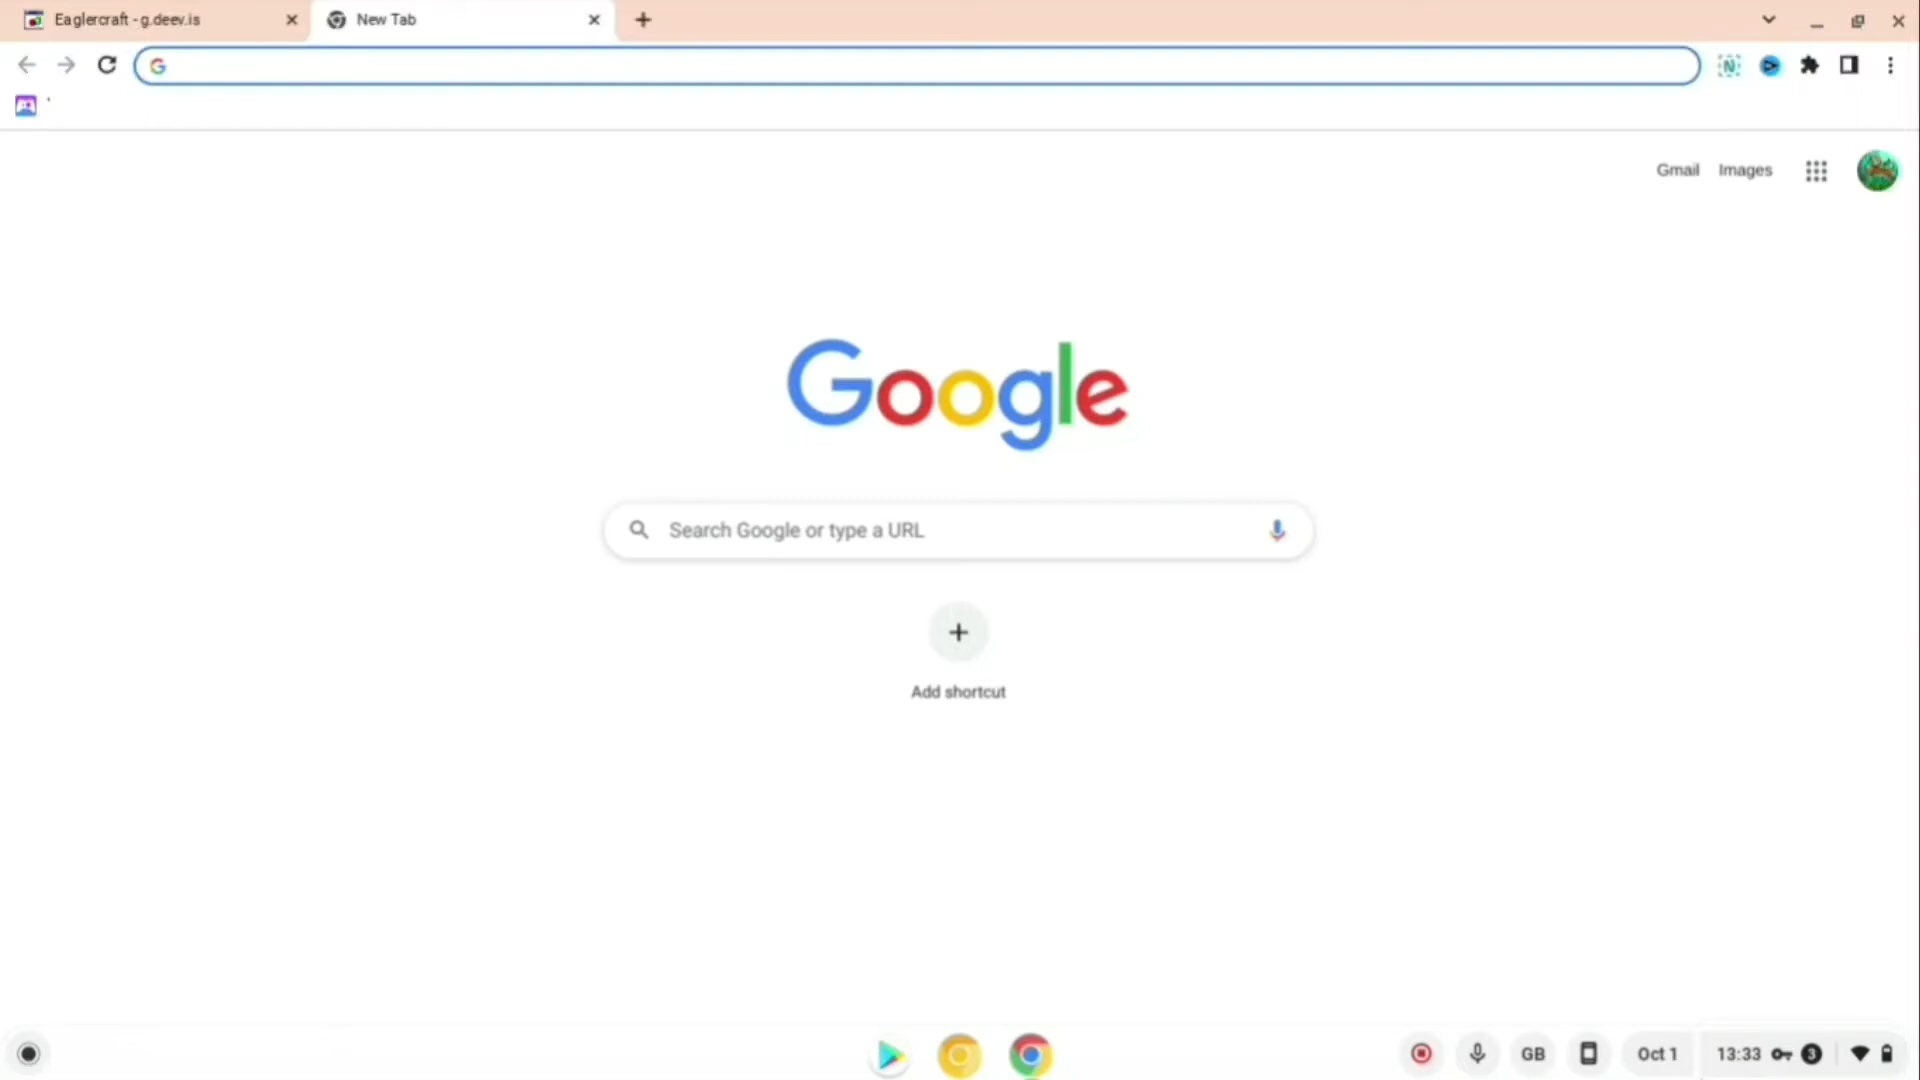 Eaglercraft - g.deev.is
New Tab
Gmail Images
Google
Search Google or type a URL
Add shortcut
GB
Oct 1
13:33
3